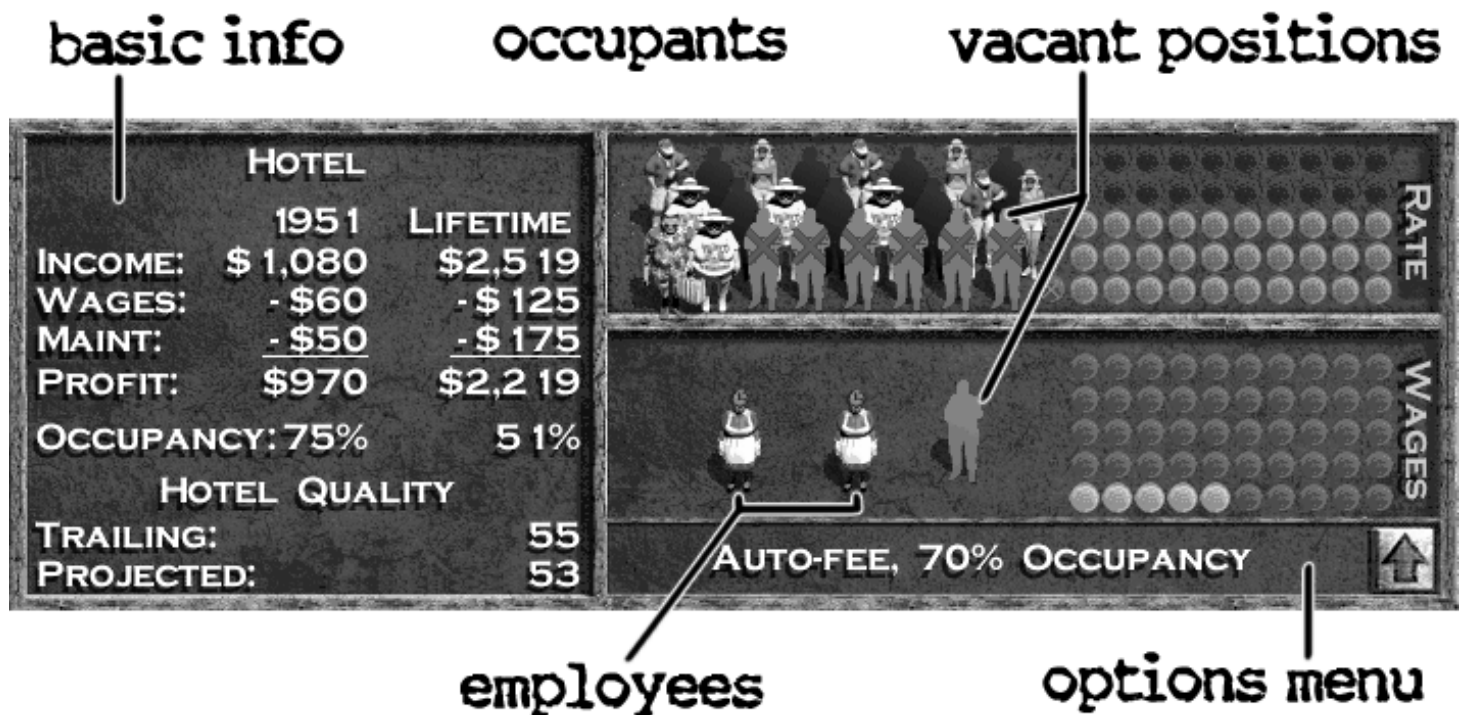 basic info
occupants
vacant positions
HOTEL
1951 LIFETIME
INCOME: $1,080 $2,519
WAGES: -$60 -$125
MAINT: -$50 -$175
PROFIT: $970 $2,219
OCCUPANCY: 75% 51%
HOTEL QUALITY
TRAILING: 55
PROJECTED: 53
RATE
WAGES
AUTO-FEE, 70% OCCUPANCY
employees
options menu